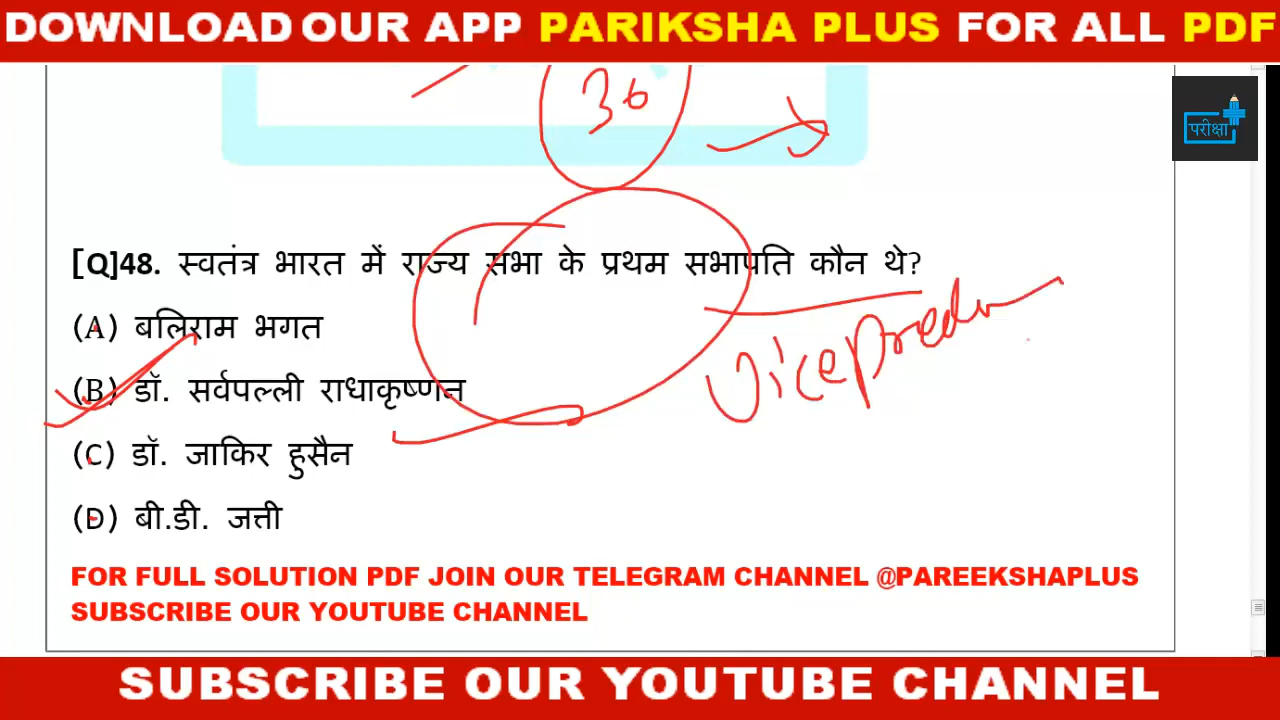 DOWNLOAD OUR APP PARIKSHA PLUS FOR ALL PDF
36
परीक्षा
[Q]48. स्वतंत्र भारत में राज्य सभा के प्रथम सभापति कौन थे?
(A) बलिराम भगत
(B) डॉ. सर्वपल्ली राधाकृष्णन
(C) डॉ. जाकिर हुसैन
(D) बी.डी. जत्ती
FOR FULL SOLUTION PDF JOIN OUR TELEGRAM CHANNEL @PAREEKSHAPLUS
SUBSCRIBE OUR YOUTUBE CHANNEL
SUBSCRIBE OUR YOUTUBE CHANNEL